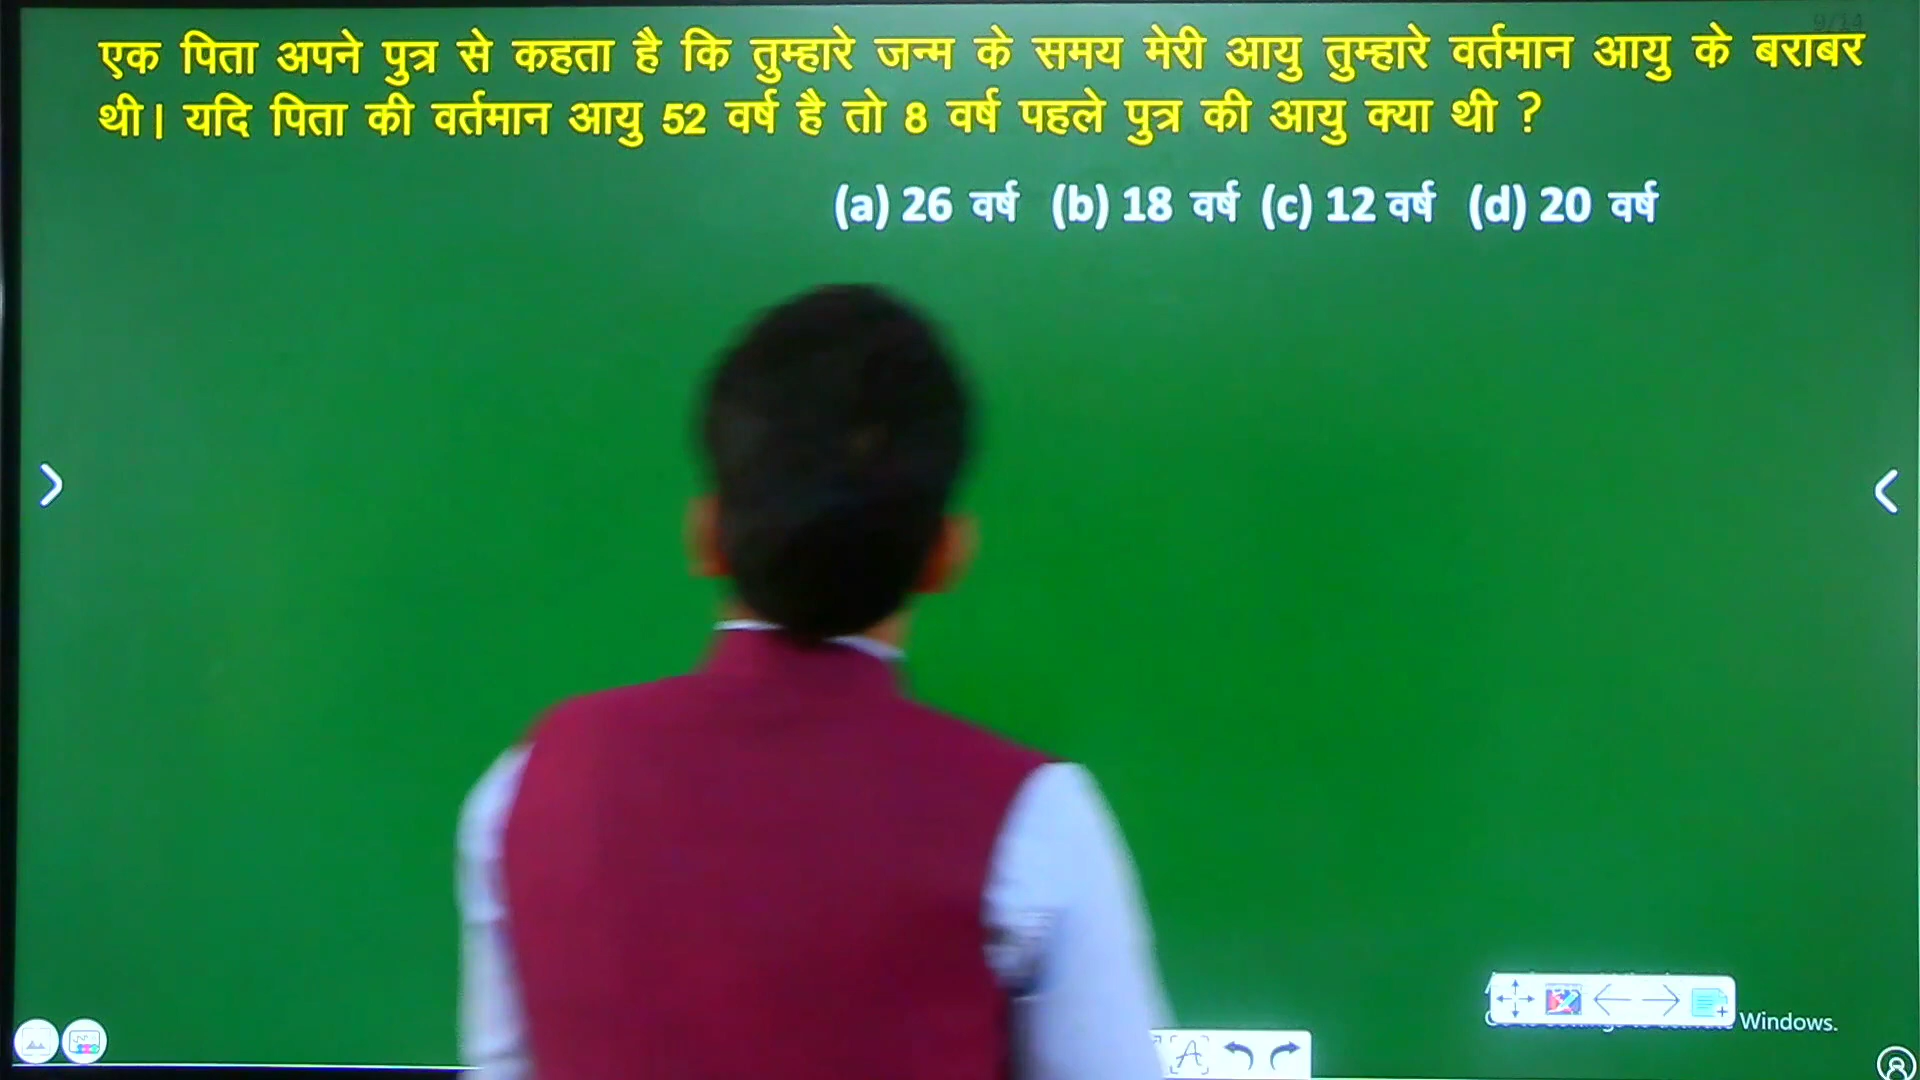 एक पिता अपने पुत्र से कहता है कि तुम्हारे जन्म के समय मेरी आयु तुम्हारे वर्तमान आयु के बराबर
थी। यदि पिता की वर्तमान आयु 52 वर्ष है तो 8 वर्ष पहले पुत्र की आयु क्या थी ?
(a) 26 वर्ष (b) 18 वर्ष (c) 12 वर्ष (d) 20 वर्ष
Windows.